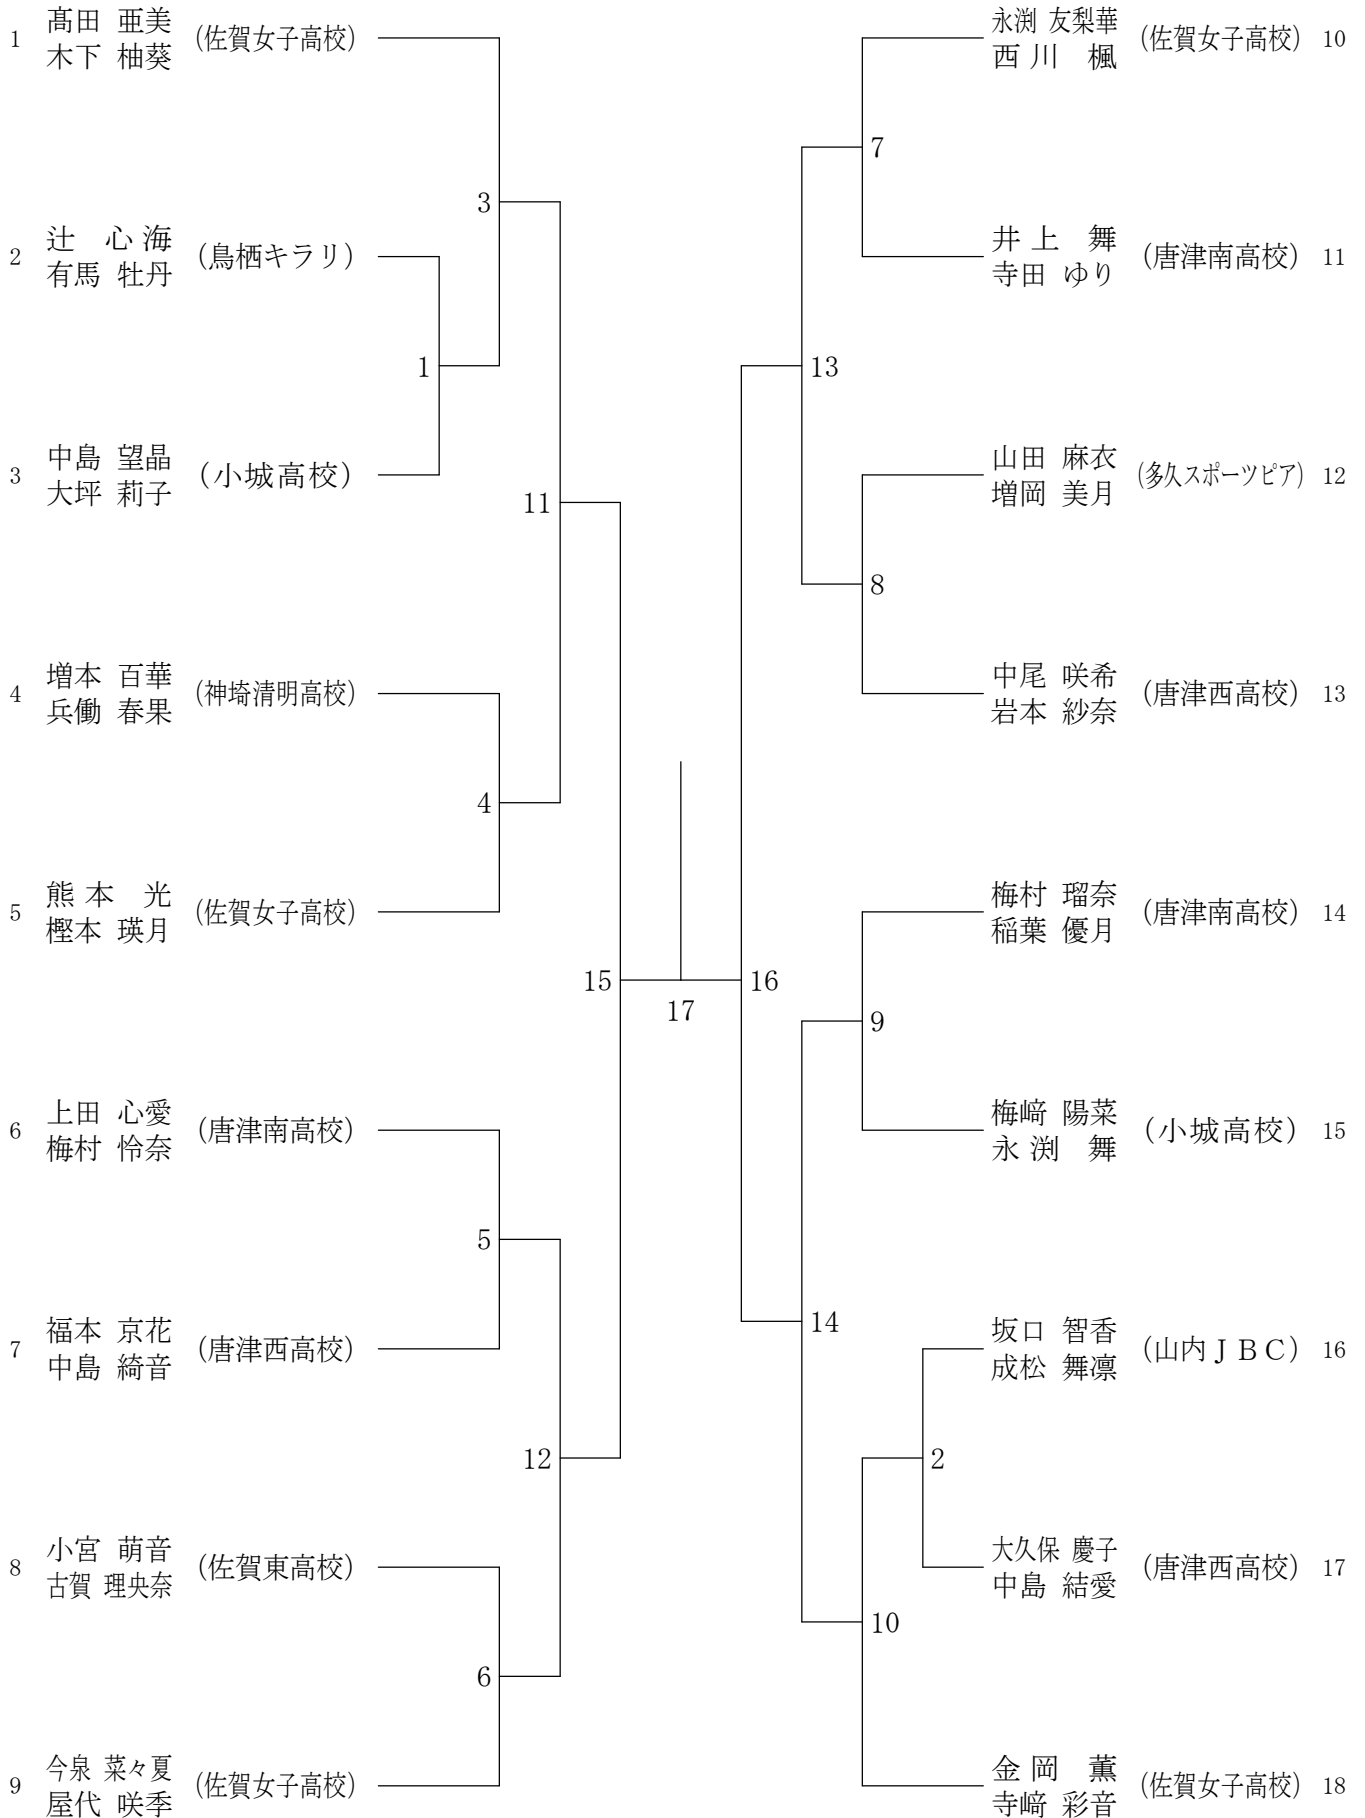 1 髙田 亜美 (佐賀女子高校)
木下 柚葵
3
2 辻 心海 (鳥栖キラリ)
有馬 牡丹
1
3 中島 望晶 (小城高校)
大坪 莉子
11
4 増本 百華 (神埼清明高校)
兵働 春果
4
5 熊本 光 (佐賀女子高校)
樫本 瑛月
15
6 上田 心愛 (唐津南高校)
梅村 怜奈
5
7 福本 京花 (唐津西高校)
中島 綺音
12
8 小宮 萌音 (佐賀東高校)
古賀 理央奈
6
9 今泉 菜々夏 (佐賀女子高校)
屋代 咲季
17
永渕 友梨華 (佐賀女子高校) 10
西川 楓
7
井上 舞 (唐津南高校) 11
寺田 ゆり
13
山田 麻衣 (多久スポーツピア) 12
増岡 美月
8
中尾 咲希 (唐津西高校) 13
岩本 紗奈
16
梅村 瑠奈 (唐津南高校) 14
稲葉 優月
9
梅﨑 陽菜 (小城高校) 15
永渕 舞
14
坂口 智香 (山内ＪＢＣ) 16
成松 舞凛
2
大久保 慶子 (唐津西高校) 17
中島 結愛
10
金岡 薫 (佐賀女子高校) 18
寺﨑 彩音